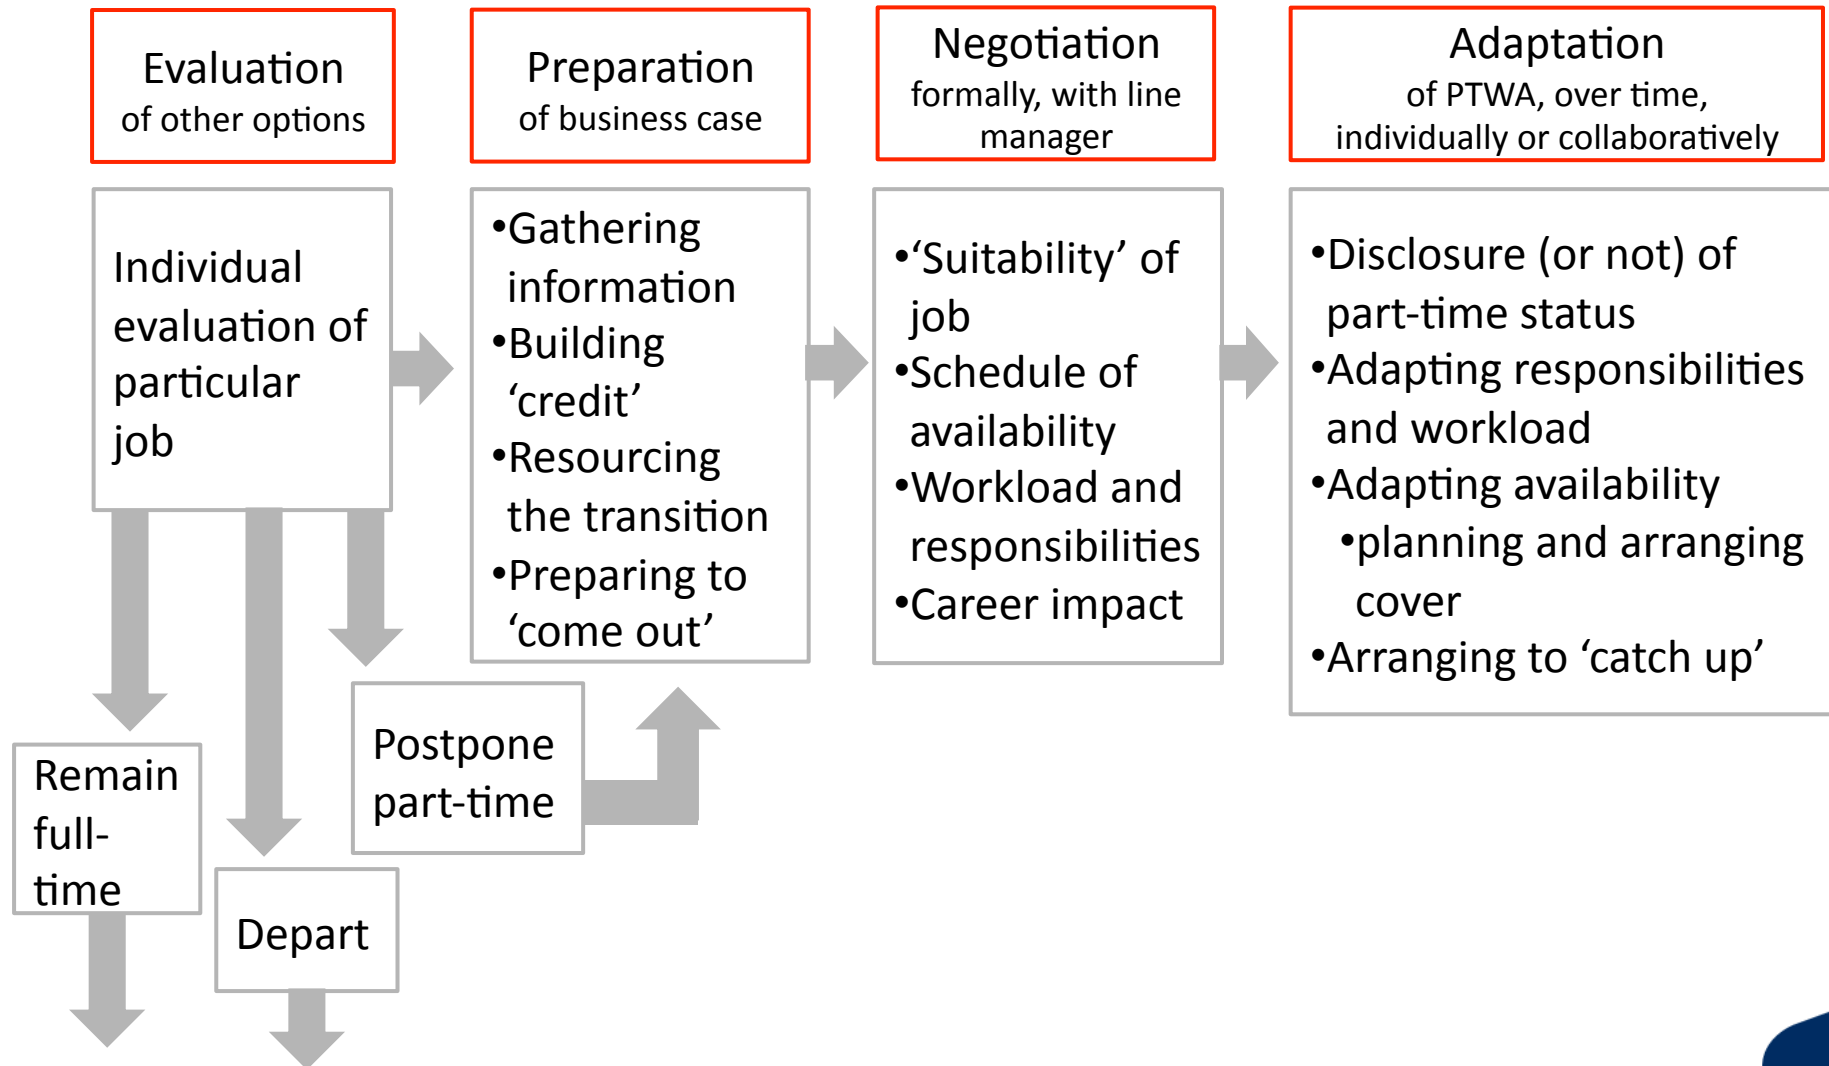 Evaluation
of other options
Preparation
of business case
Negotiation
formally, with line
manager
Adaptation
of PTWA, over time,
individually or collaboratively
Individual
evaluation of
particular
job
•Gathering
information
•Building
‘credit’
•Resourcing
the transition
•Preparing to
‘come out’
•‘Suitability’ of
job
•Schedule of
availability
•Workload and
responsibilities
•Career impact
•Disclosure (or not) of
part-time status
•Adapting responsibilities
and workload
•Adapting availability
•planning and arranging
cover
•Arranging to ‘catch up’
Remain
full-
time
Depart
Postpone
part-time